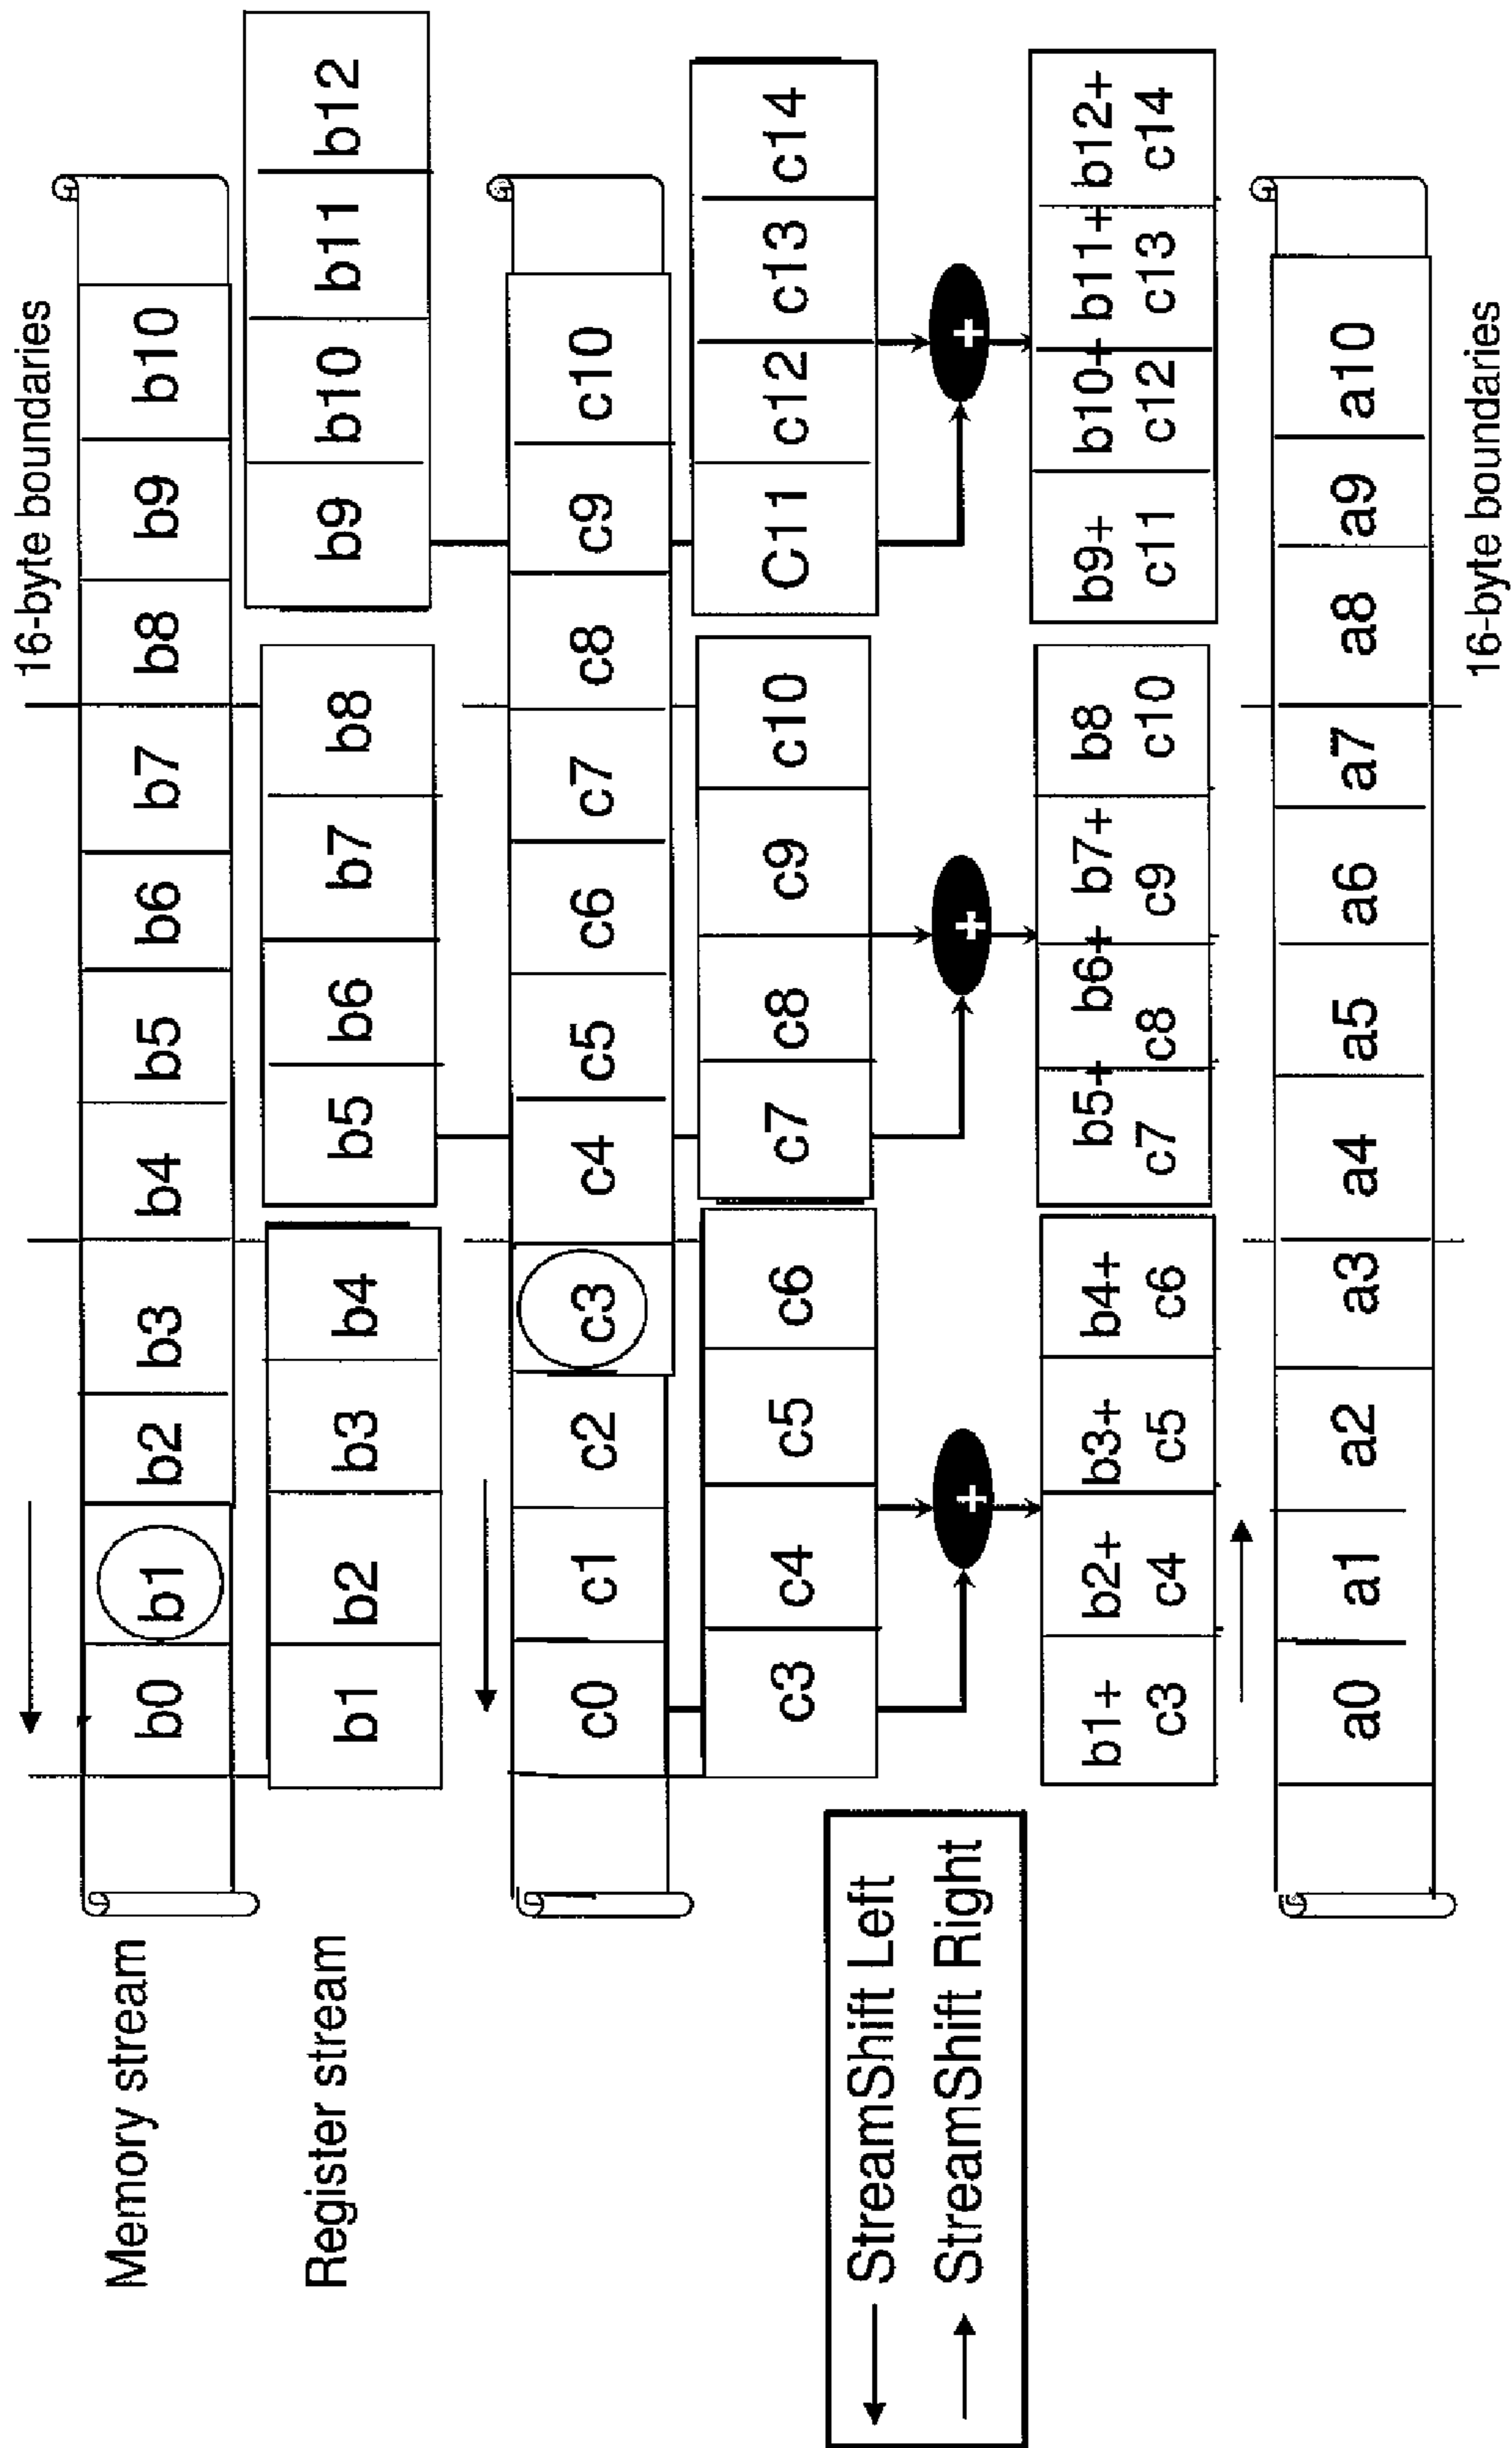 16-byte boundaries
Memory stream
b0 b1 b2 b3 b4 b5 b6 b7 b8 b9 b10
Register stream
b1 b2 b3 b4 b5 b6 b7 b8 b9 b10 b11 b12
c0 c1 c2 c3 c4 c5 c6 c7 c8 c9 c10
c3 c4 c5 c6 c7 c8 c9 c10 C11 c12 c13 c14
StreamShift Left
StreamShift Right
+ + +
b1+ b2+ b3+ b4+ b5+ b6+ b7+ b8 b9+ b10+ b11+ b12+
c3 c4 c5 c6 c7 c8 c9 c10 c11 c12 c13 c14
a0 a1 a2 a3 a4 a5 a6 a7 a8 a9 a10
16-byte boundaries